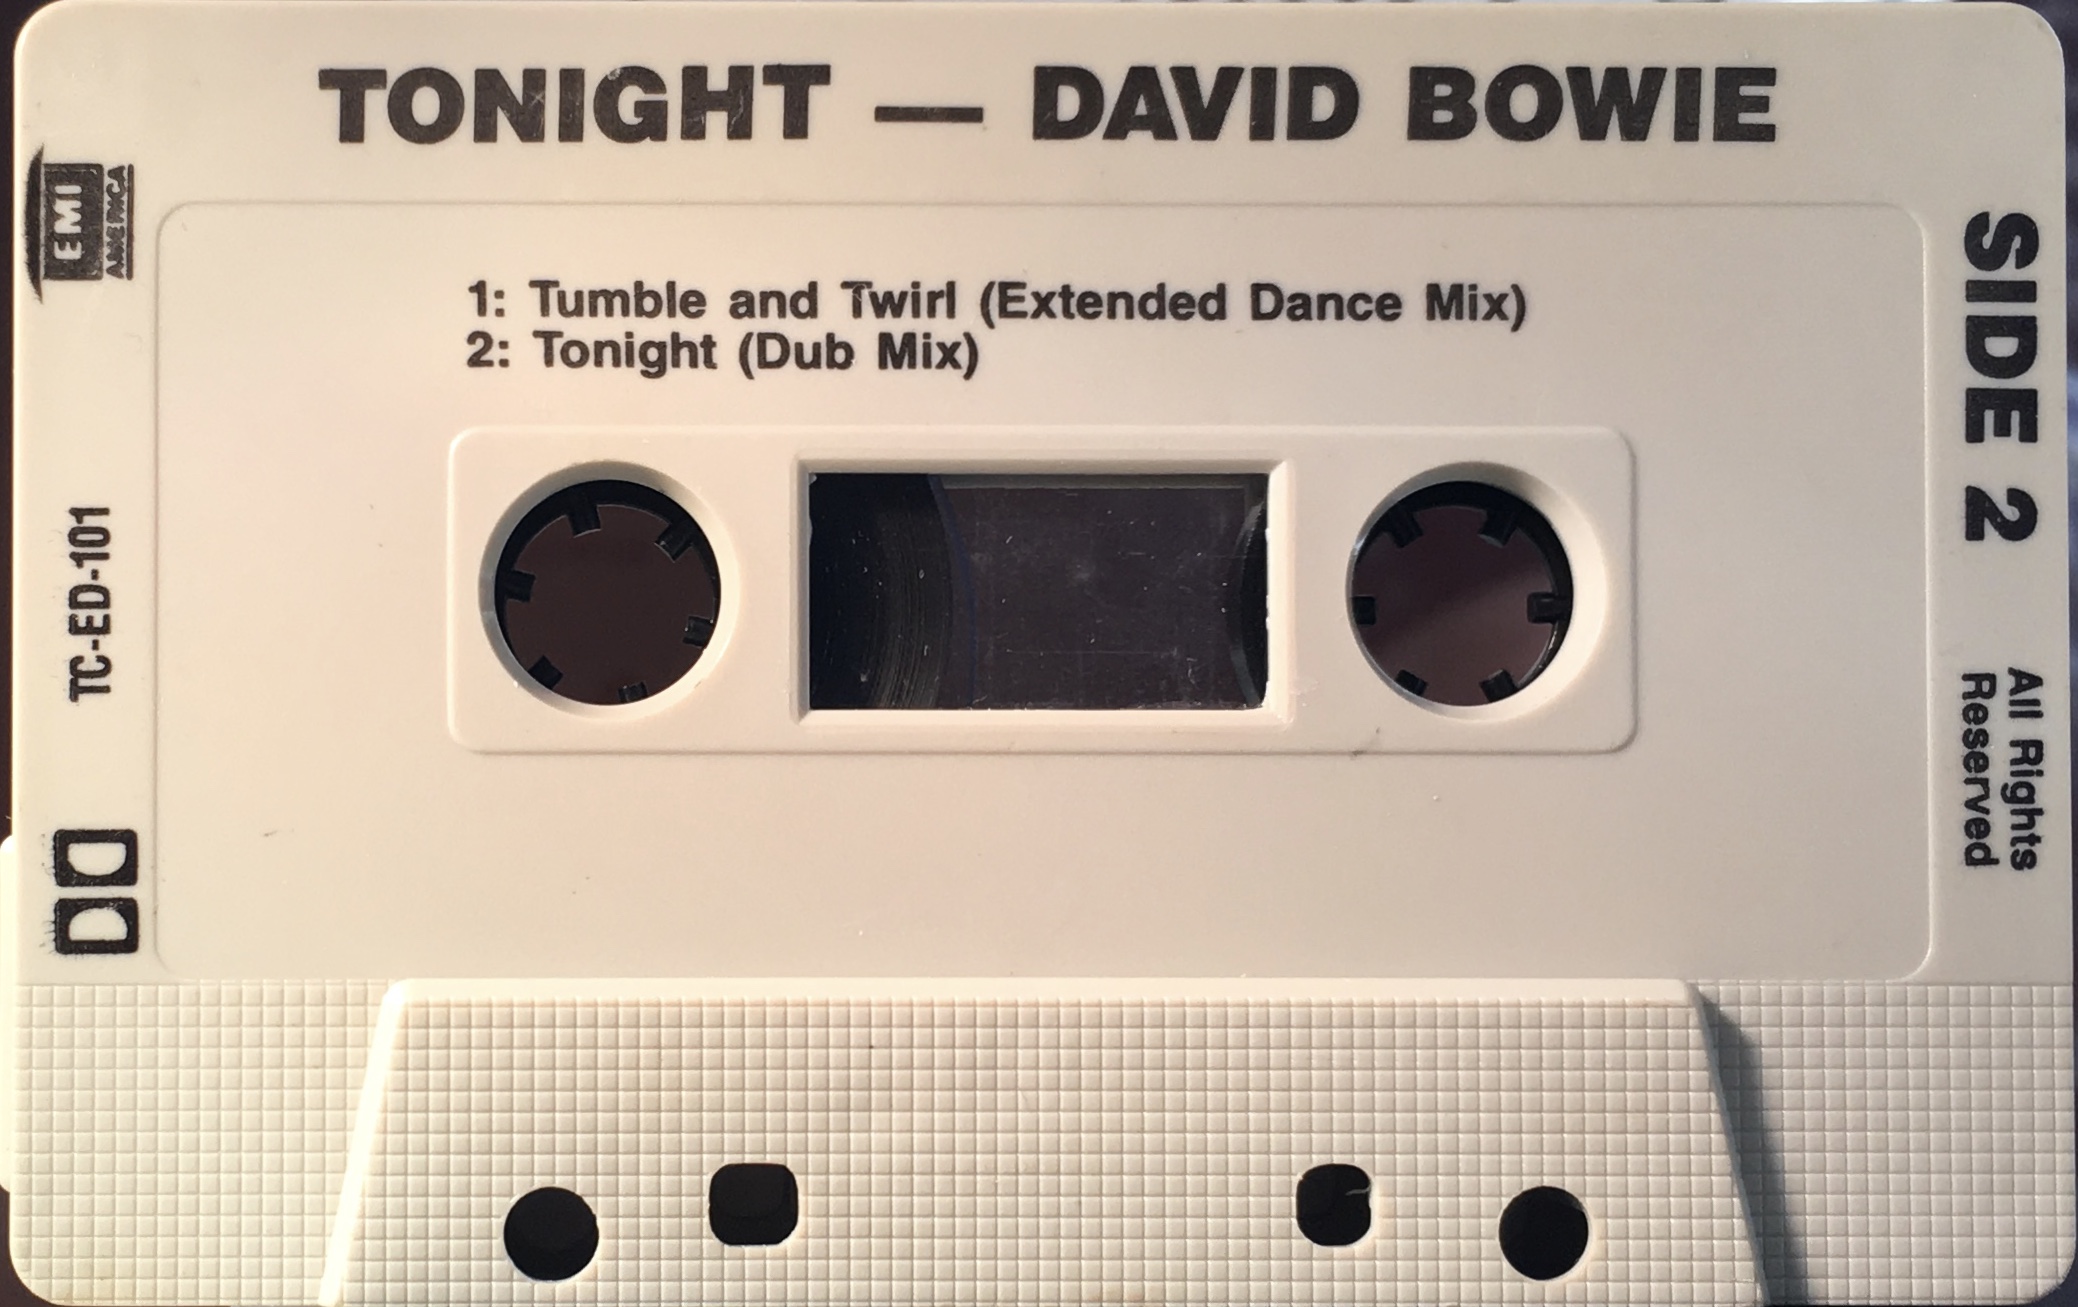 TONIGHT — DAVID BOWIE
EMI
AMERICA
1: Tumble and Twirl (Extended Dance Mix)
2: Tonight (Dub Mix)
SIDE 2
TC-ED-101
All Rights
Reserved